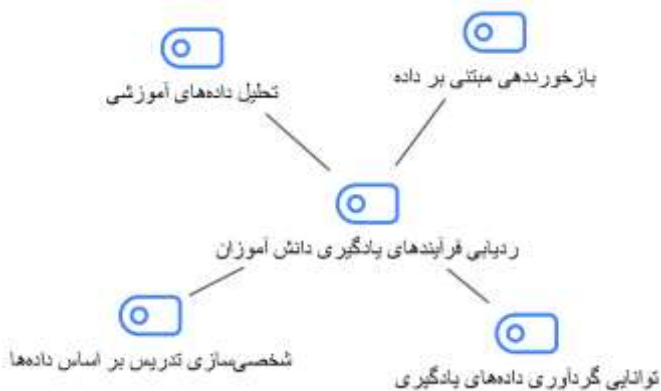 بازخورددهی مبتنی بر داده
تحلیل داده‌های آموزشی
ردیابی فرآیندهای یادگیری دانش آموزان
شخصی‌سازی تدریس بر اساس داده‌ها
توانایی گردآوری داده‌های یادگیری